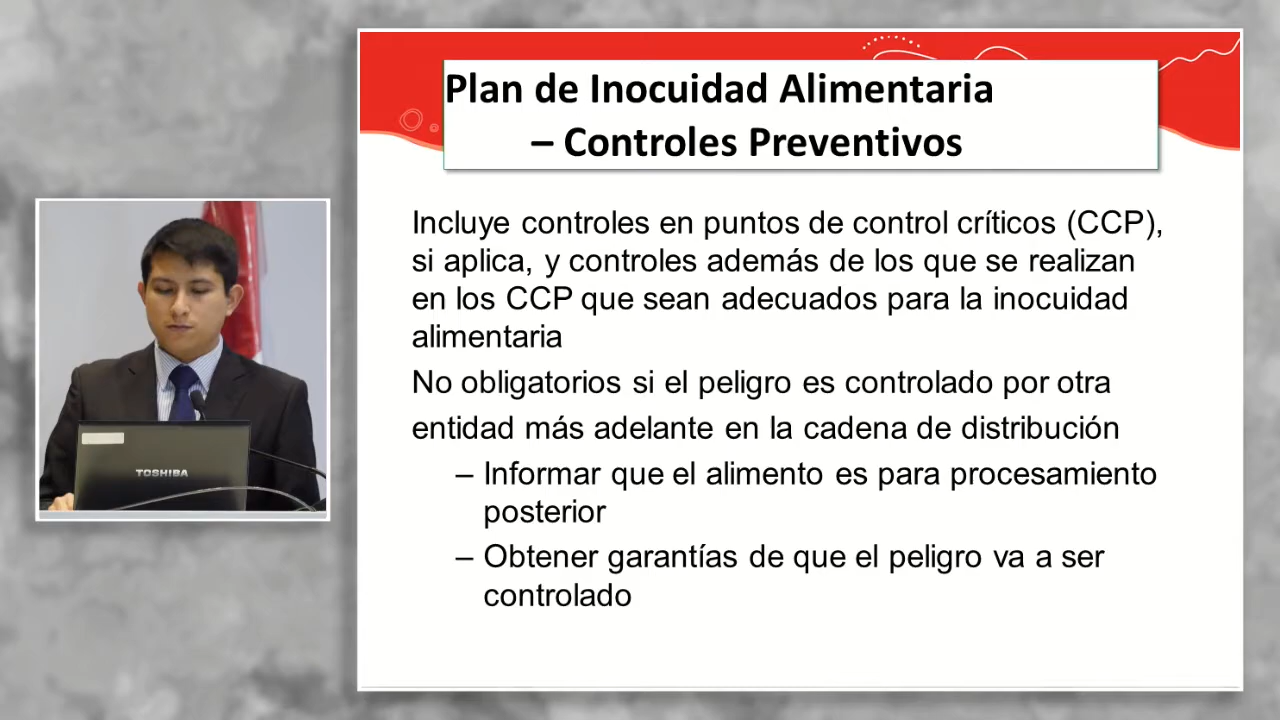 Plan de Inocuidad Alimentaria
– Controles Preventivos
Incluye controles en puntos de control críticos (CCP),
si aplica, y controles además de los que se realizan
en los CCP que sean adecuados para la inocuidad
alimentaria
No obligatorios si el peligro es controlado por otra
entidad más adelante en la cadena de distribución
– Informar que el alimento es para procesamiento
posterior
– Obtener garantías de que el peligro va a ser
controlado
TOSHIBA